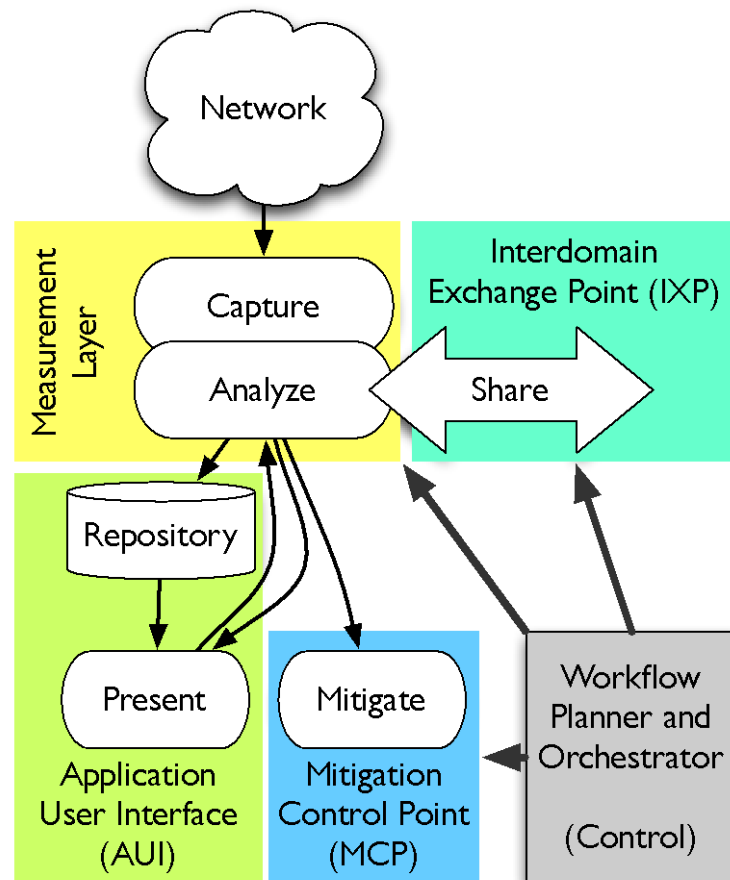 Network
Measurement
Layer
Capture
Analyze
Interdomain
Exchange Point (IXP)
Share
Repository
Present
Application
User Interface
(AUI)
Mitigate
Mitigation
Control Point
(MCP)
Workflow
Planner and
Orchestrator
(Control)